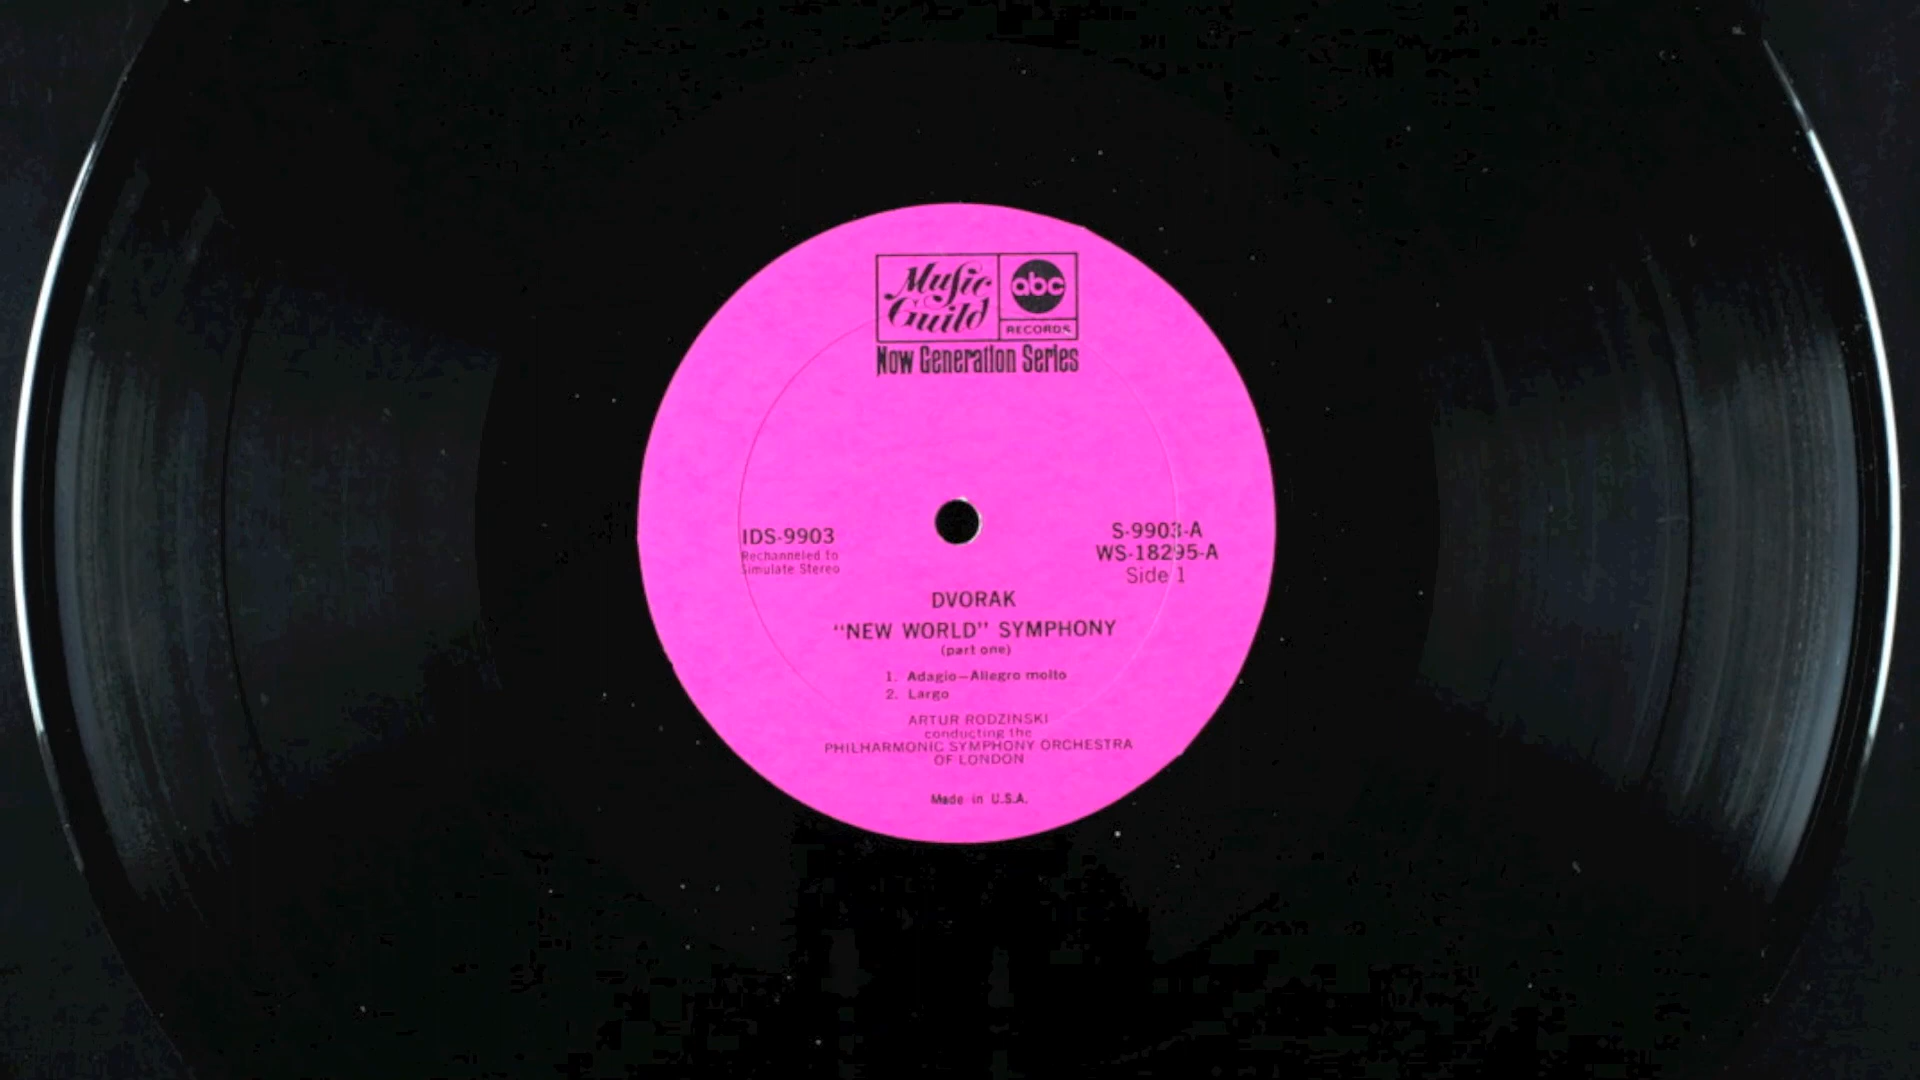 Music
Guild
abc
RECORDS
Now Generation Series
IDS-9903
Rechanneled to
Simulate Stereo
S-9903-A
WS-18295-A
Side 1
DVORAK
“NEW WORLD” SYMPHONY
(part one)
1. Adagio—Allegro molto
2. Largo
ARTUR RODZINSKI
conducting the
PHILHARMONIC SYMPHONY ORCHESTRA
OF LONDON
Made in U.S.A.